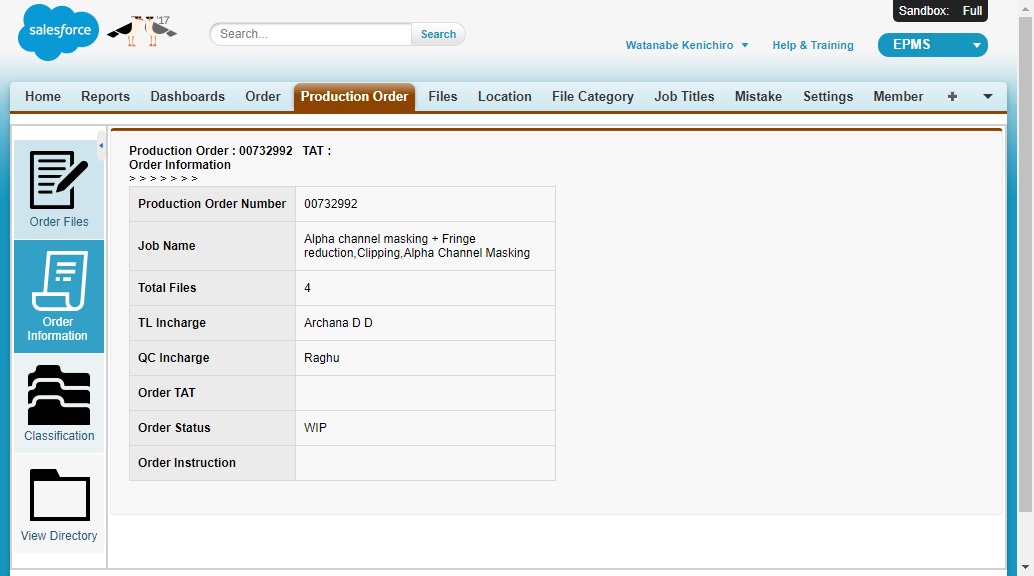 Sandbox: Full
salesforce
'17
Search...
Search
Watanabe Kenichiro
Help & Training
EPMS
Home
Reports
Dashboards
Order
Production Order
Files
Location
File Category
Job Titles
Mistake
Settings
Member
+
Order Files
Order
Information
Classification
View Directory
Production Order : 00732992 TAT :
Order Information
> > > > > > >
Production Order Number 00732992
Job Name
Alpha channel masking + Fringe
reduction,Clipping,Alpha Channel Masking
Total Files 4
TL Incharge Archana D D
QC Incharge Raghu
Order TAT
Order Status WIP
Order Instruction